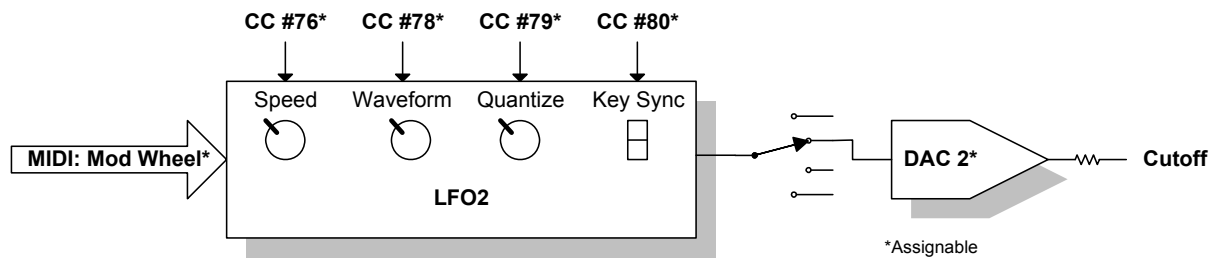 CC #76* CC #78* CC #79* CC #80*
Speed Waveform Quantize Key Sync
MIDI: Mod Wheel* DAC 2* Cutoff
LFO2
*Assignable